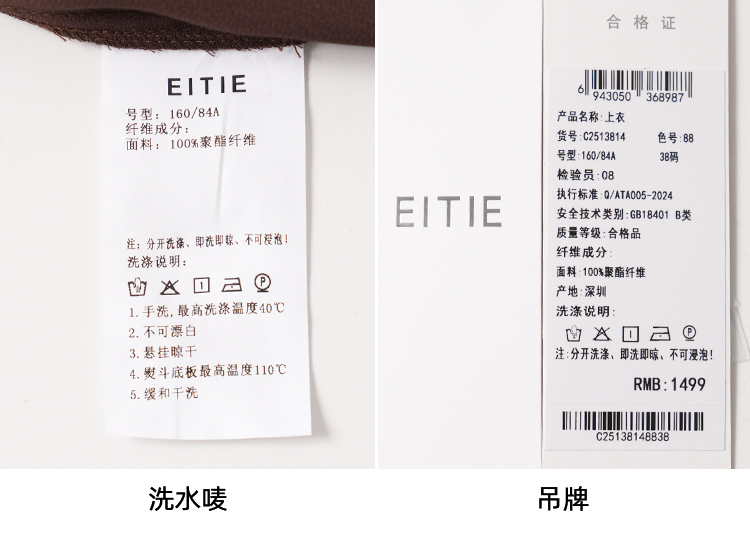 EITIE
号型: 160/84A
纤维成分:
面料: 100%聚酯纤维
注: 分开洗涤、即洗即晾、不可浸泡!
洗涤说明:
1.手洗,最高洗涤温度40℃
2.不可漂白
3.悬挂晾干
4.熨斗底板最高温度110℃
5.缓和干洗
洗水唛
EITIE
合格证
6 943050 368987
产品名称:上衣
货号:C2513814 色号:88
号型:160/84A 38码
检验员:08
执行标准:Q/ATA005-2024
安全技术类别:GB18401 B类
质量等级:合格品
纤维成分:
面料:100%聚酯纤维
产地:深圳
洗涤说明:
注:分开洗涤、即洗即晾、不可浸泡!
RMB:1499
C25138148838
吊牌